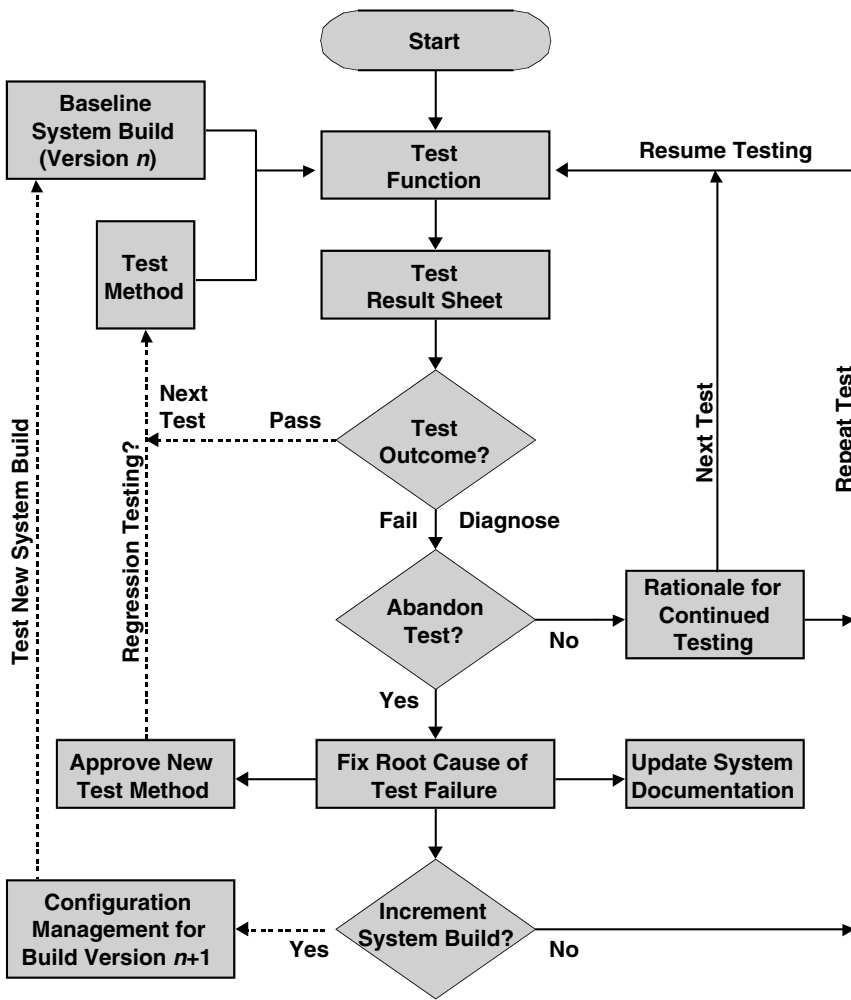 Start
Baseline
System Build
(Version n)
Test
Function
Resume Testing
Test
Method
Test
Result Sheet
Next
Test
Pass
Test
Outcome?
Next Test
Repeat Test
Test New System Build
Regression Testing?
Fail
Diagnose
Abandon
Test?
No
Rationale for
Continued
Testing
Yes
Approve New
Test Method
Fix Root Cause of
Test Failure
Update System
Documentation
Configuration
Management for
Build Version n+1
Yes
Increment
System Build?
No